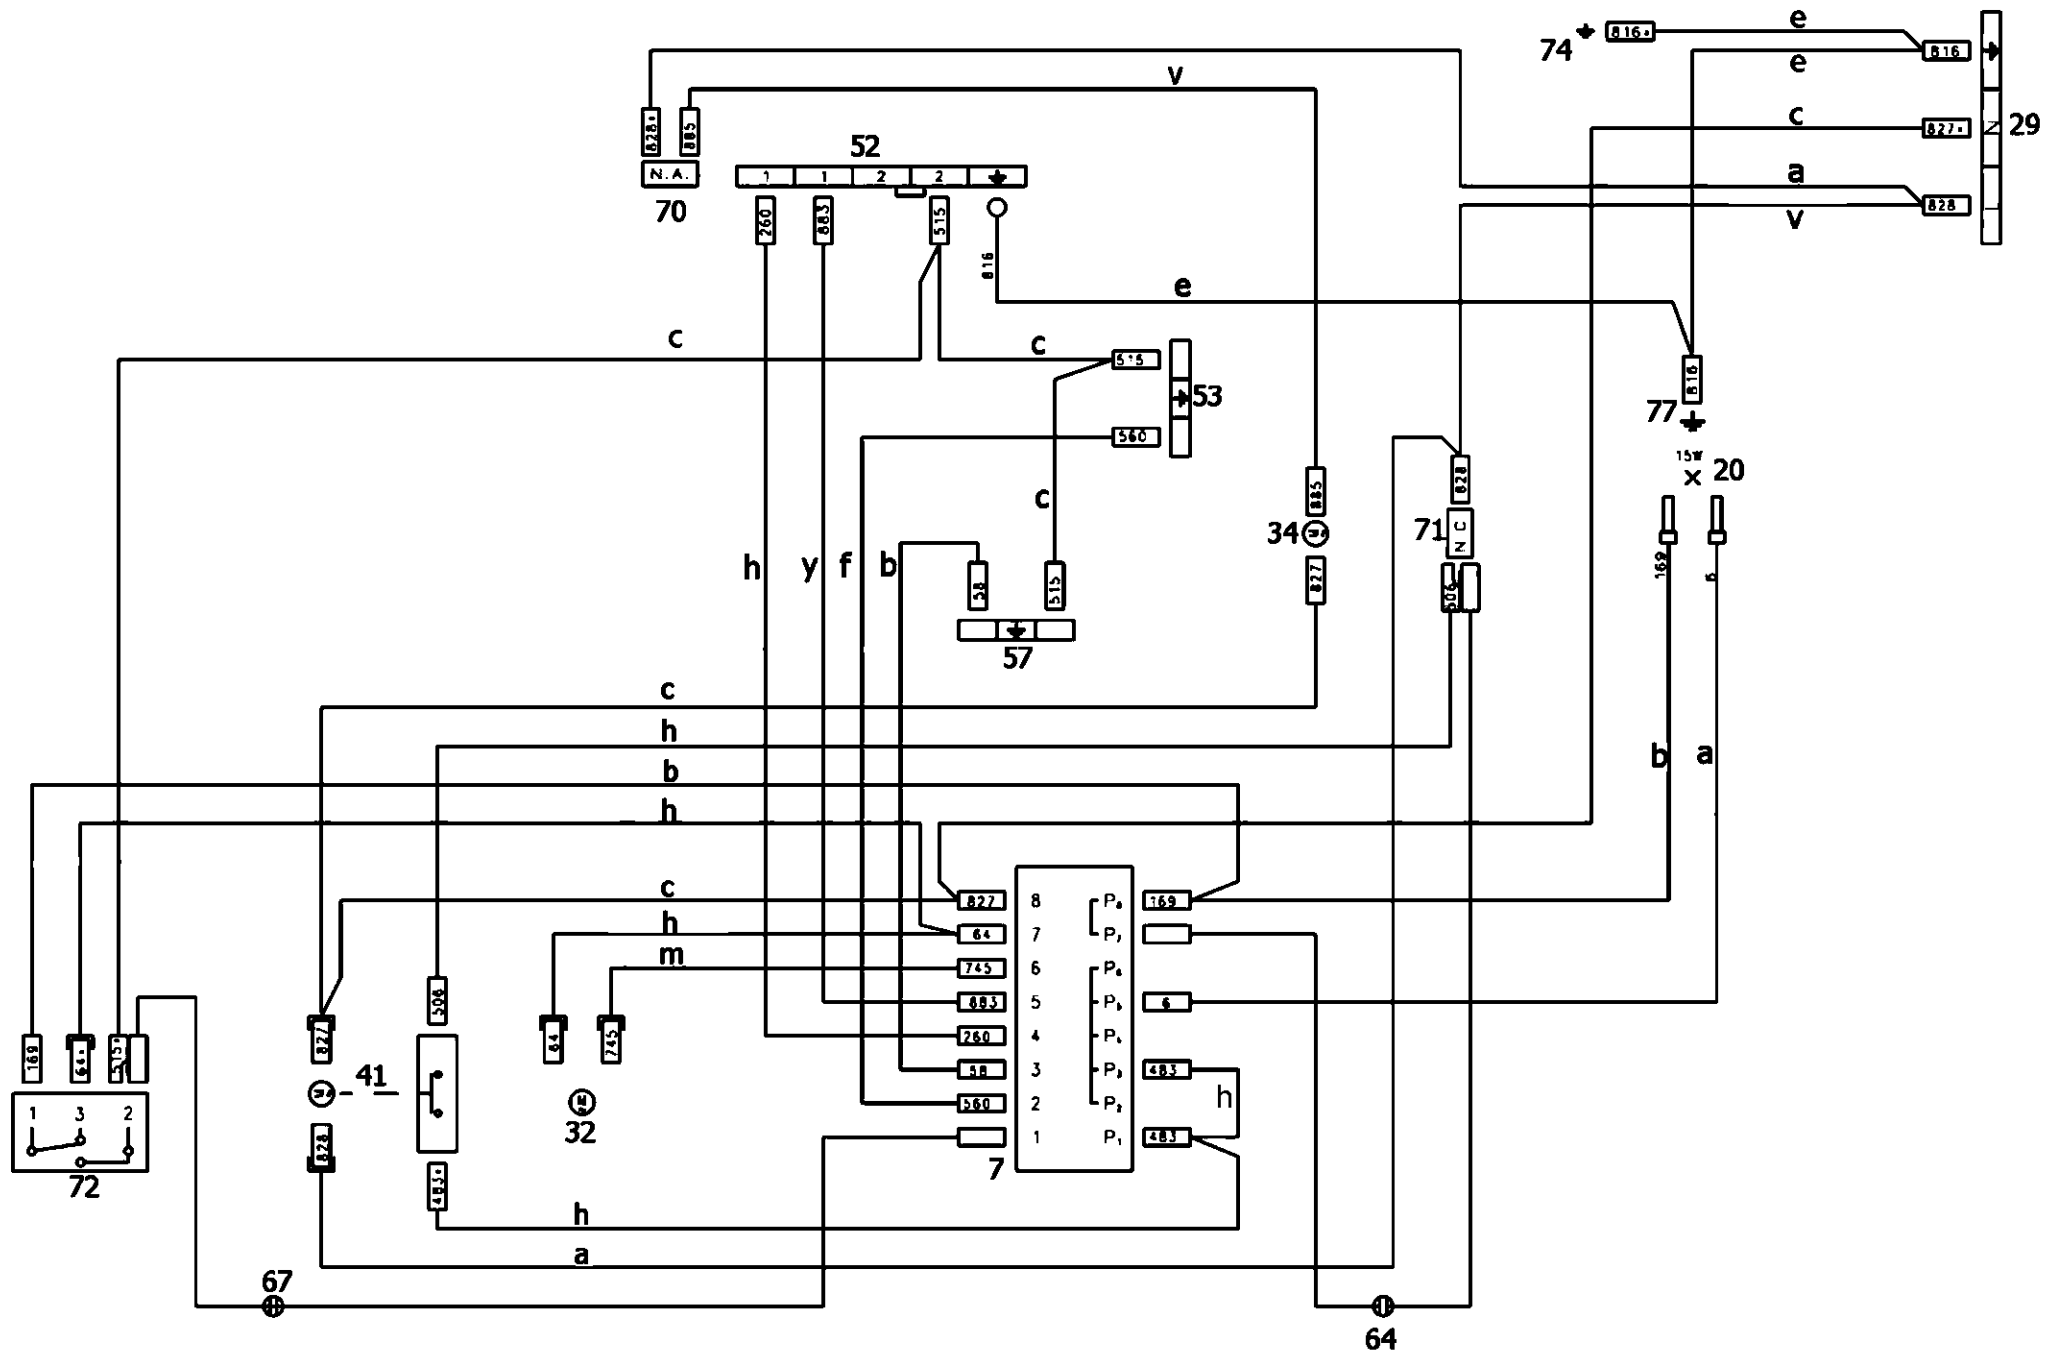 e
74 816• 816
e
v
c
827• N 29
828• 885 52
N.A. 1 1 2 2 a
70 828
260 883 515 v
816
e
c c 515
53
816
77
560
15W
20
c 885 828
34 71 N C
h y f b
58 515 827 506 169 6
57
c
h
b b a
h
c
827 8 P8 169
h
64 7 P7
m
745 6 P6
506
883 5 P5 6
169 64• 515• 827 64 745 260 4 P4
58 3 P3 483
41
h
1 3 2 560 2 P2
32
828 1 P1 483
72 483• 7
h
a
67
64